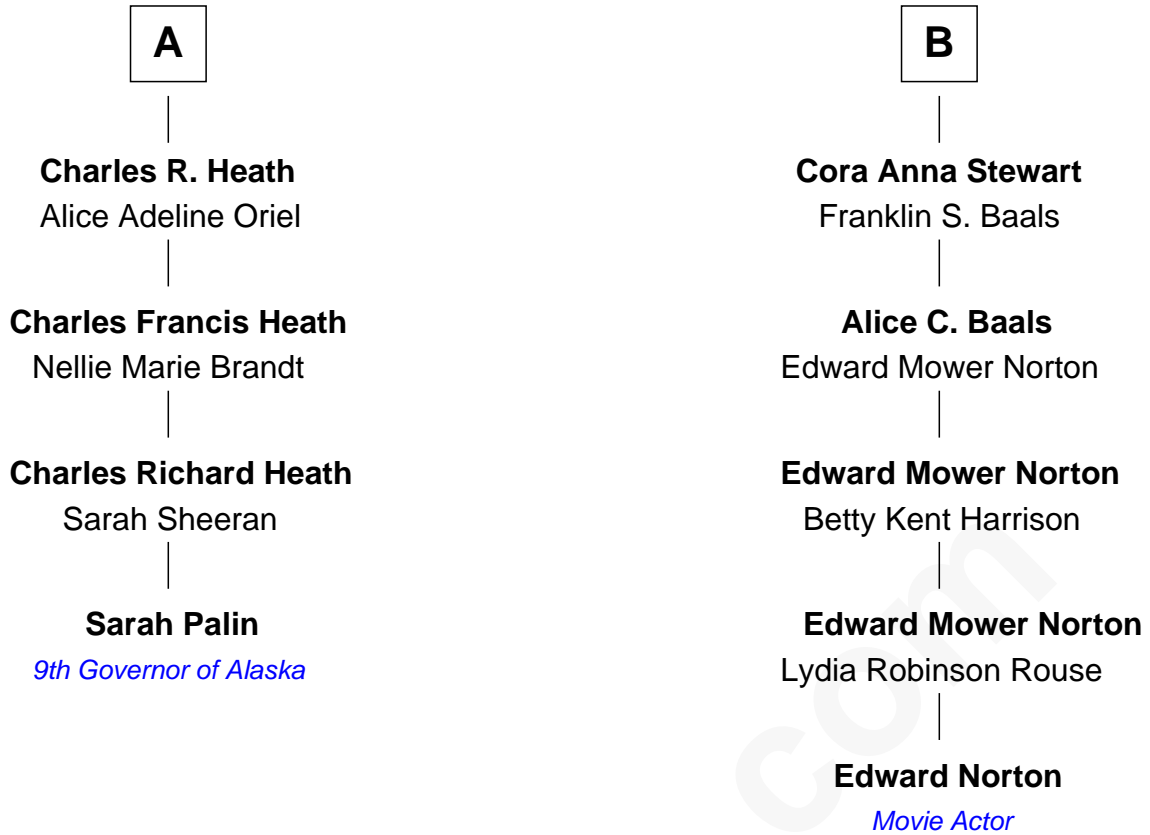 A
Charles R. Heath
Alice Adeline Oriel
Charles Francis Heath
Nellie Marie Brandt
Charles Richard Heath
Sarah Sheeran
Sarah Palin
9th Governor of Alaska
B
Cora Anna Stewart
Franklin S. Baals
Alice C. Baals
Edward Mower Norton
Edward Mower Norton
Betty Kent Harrison
Edward Mower Norton
Lydia Robinson Rouse
Edward Norton
Movie Actor
com